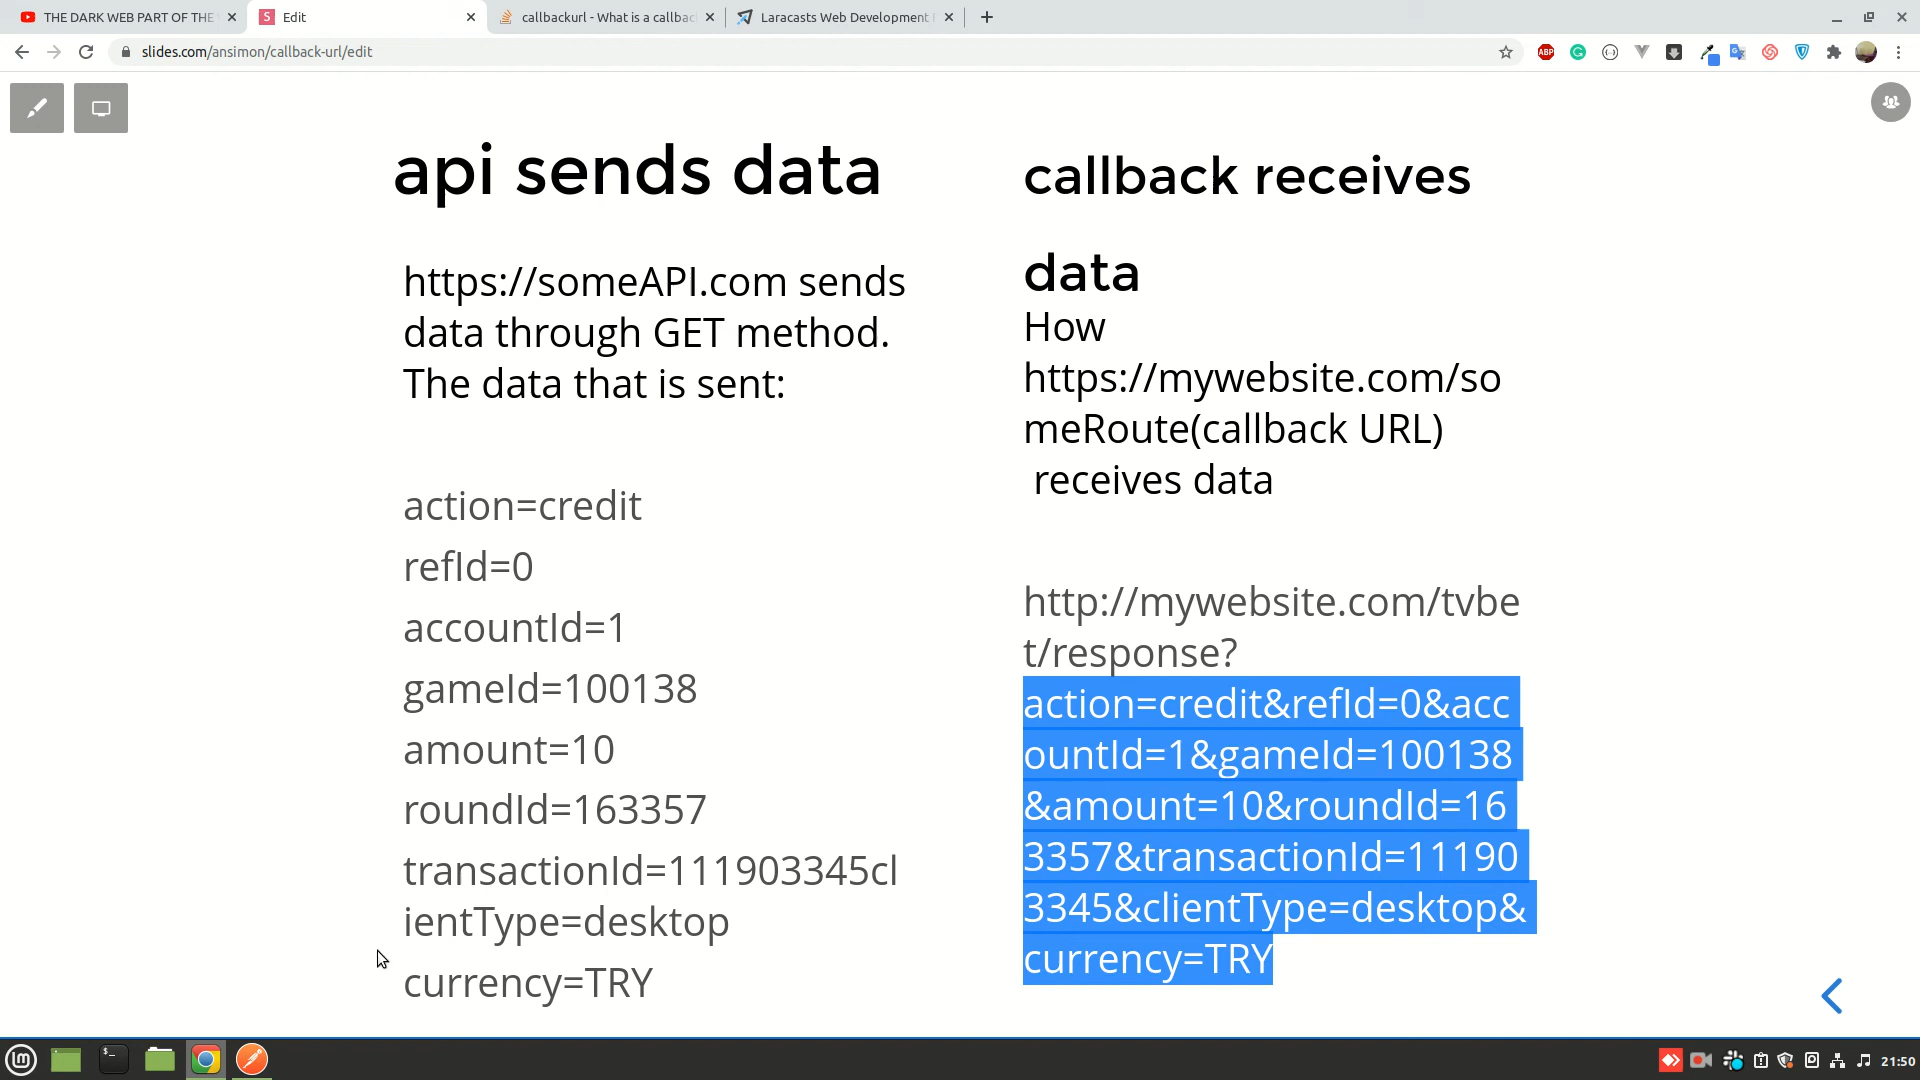 THE DARK WEB PART OF THE
Edit
callbackurl - What is a callbac
Laracasts Web Development
slides.com/ansimon/callback-url/edit
ABP
api sends data
https://someAPI.com sends
data through GET method.
The data that is sent:
action=credit
refId=0
accountId=1
gameId=100138
amount=10
roundId=163357
transactionId=111903345cl
ientType=desktop
currency=TRY
callback receives
data
How
https://mywebsite.com/so
meRoute(callback URL)
receives data
http://mywebsite.com/tvbe
t/response?
action=credit&refId=0&acc
ountId=1&gameId=100138
&amount=10&roundId=16
3357&transactionId=11190
3345&clientType=desktop&
currency=TRY
21:50